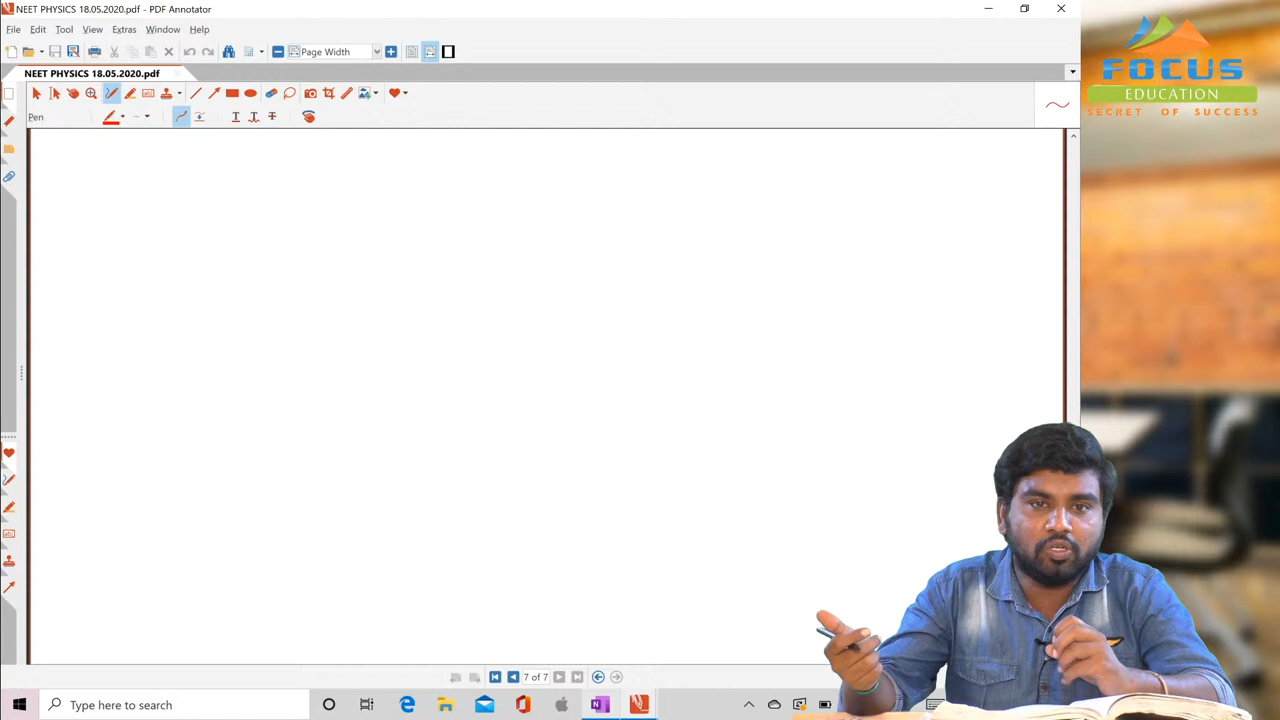 NEET PHYSICS 18.05.2020.pdf - PDF Annotator
File Edit Tool View Extras Window Help
Page Width
NEET PHYSICS 18.05.2020.pdf
Pen
FOCUS
EDUCATION
SECRET OF SUCCESS
7 of 7
Type here to search